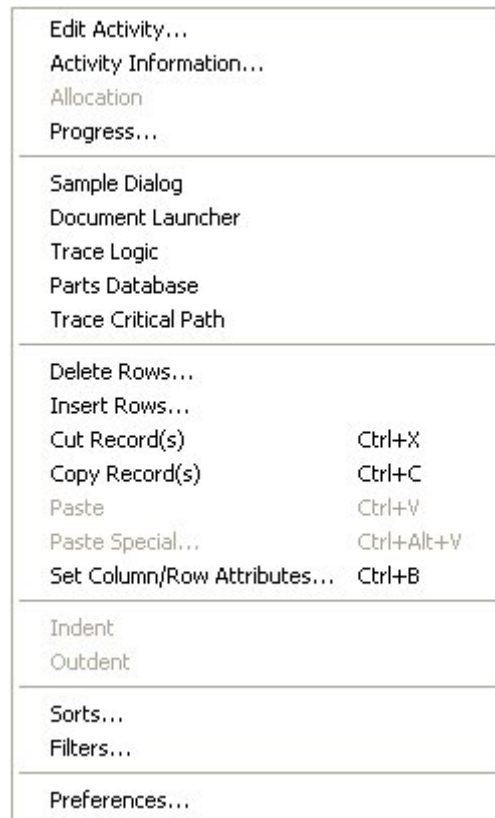 Edit Activity...
Activity Information...
Allocation
Progress...
Sample Dialog
Document Launcher
Trace Logic
Parts Database
Trace Critical Path
Delete Rows...
Insert Rows...
Cut Record(s) Ctrl+X
Copy Record(s) Ctrl+C
Paste Ctrl+V
Paste Special... Ctrl+Alt+V
Set Column/Row Attributes... Ctrl+B
Indent
Outdent
Sorts...
Filters...
Preferences...